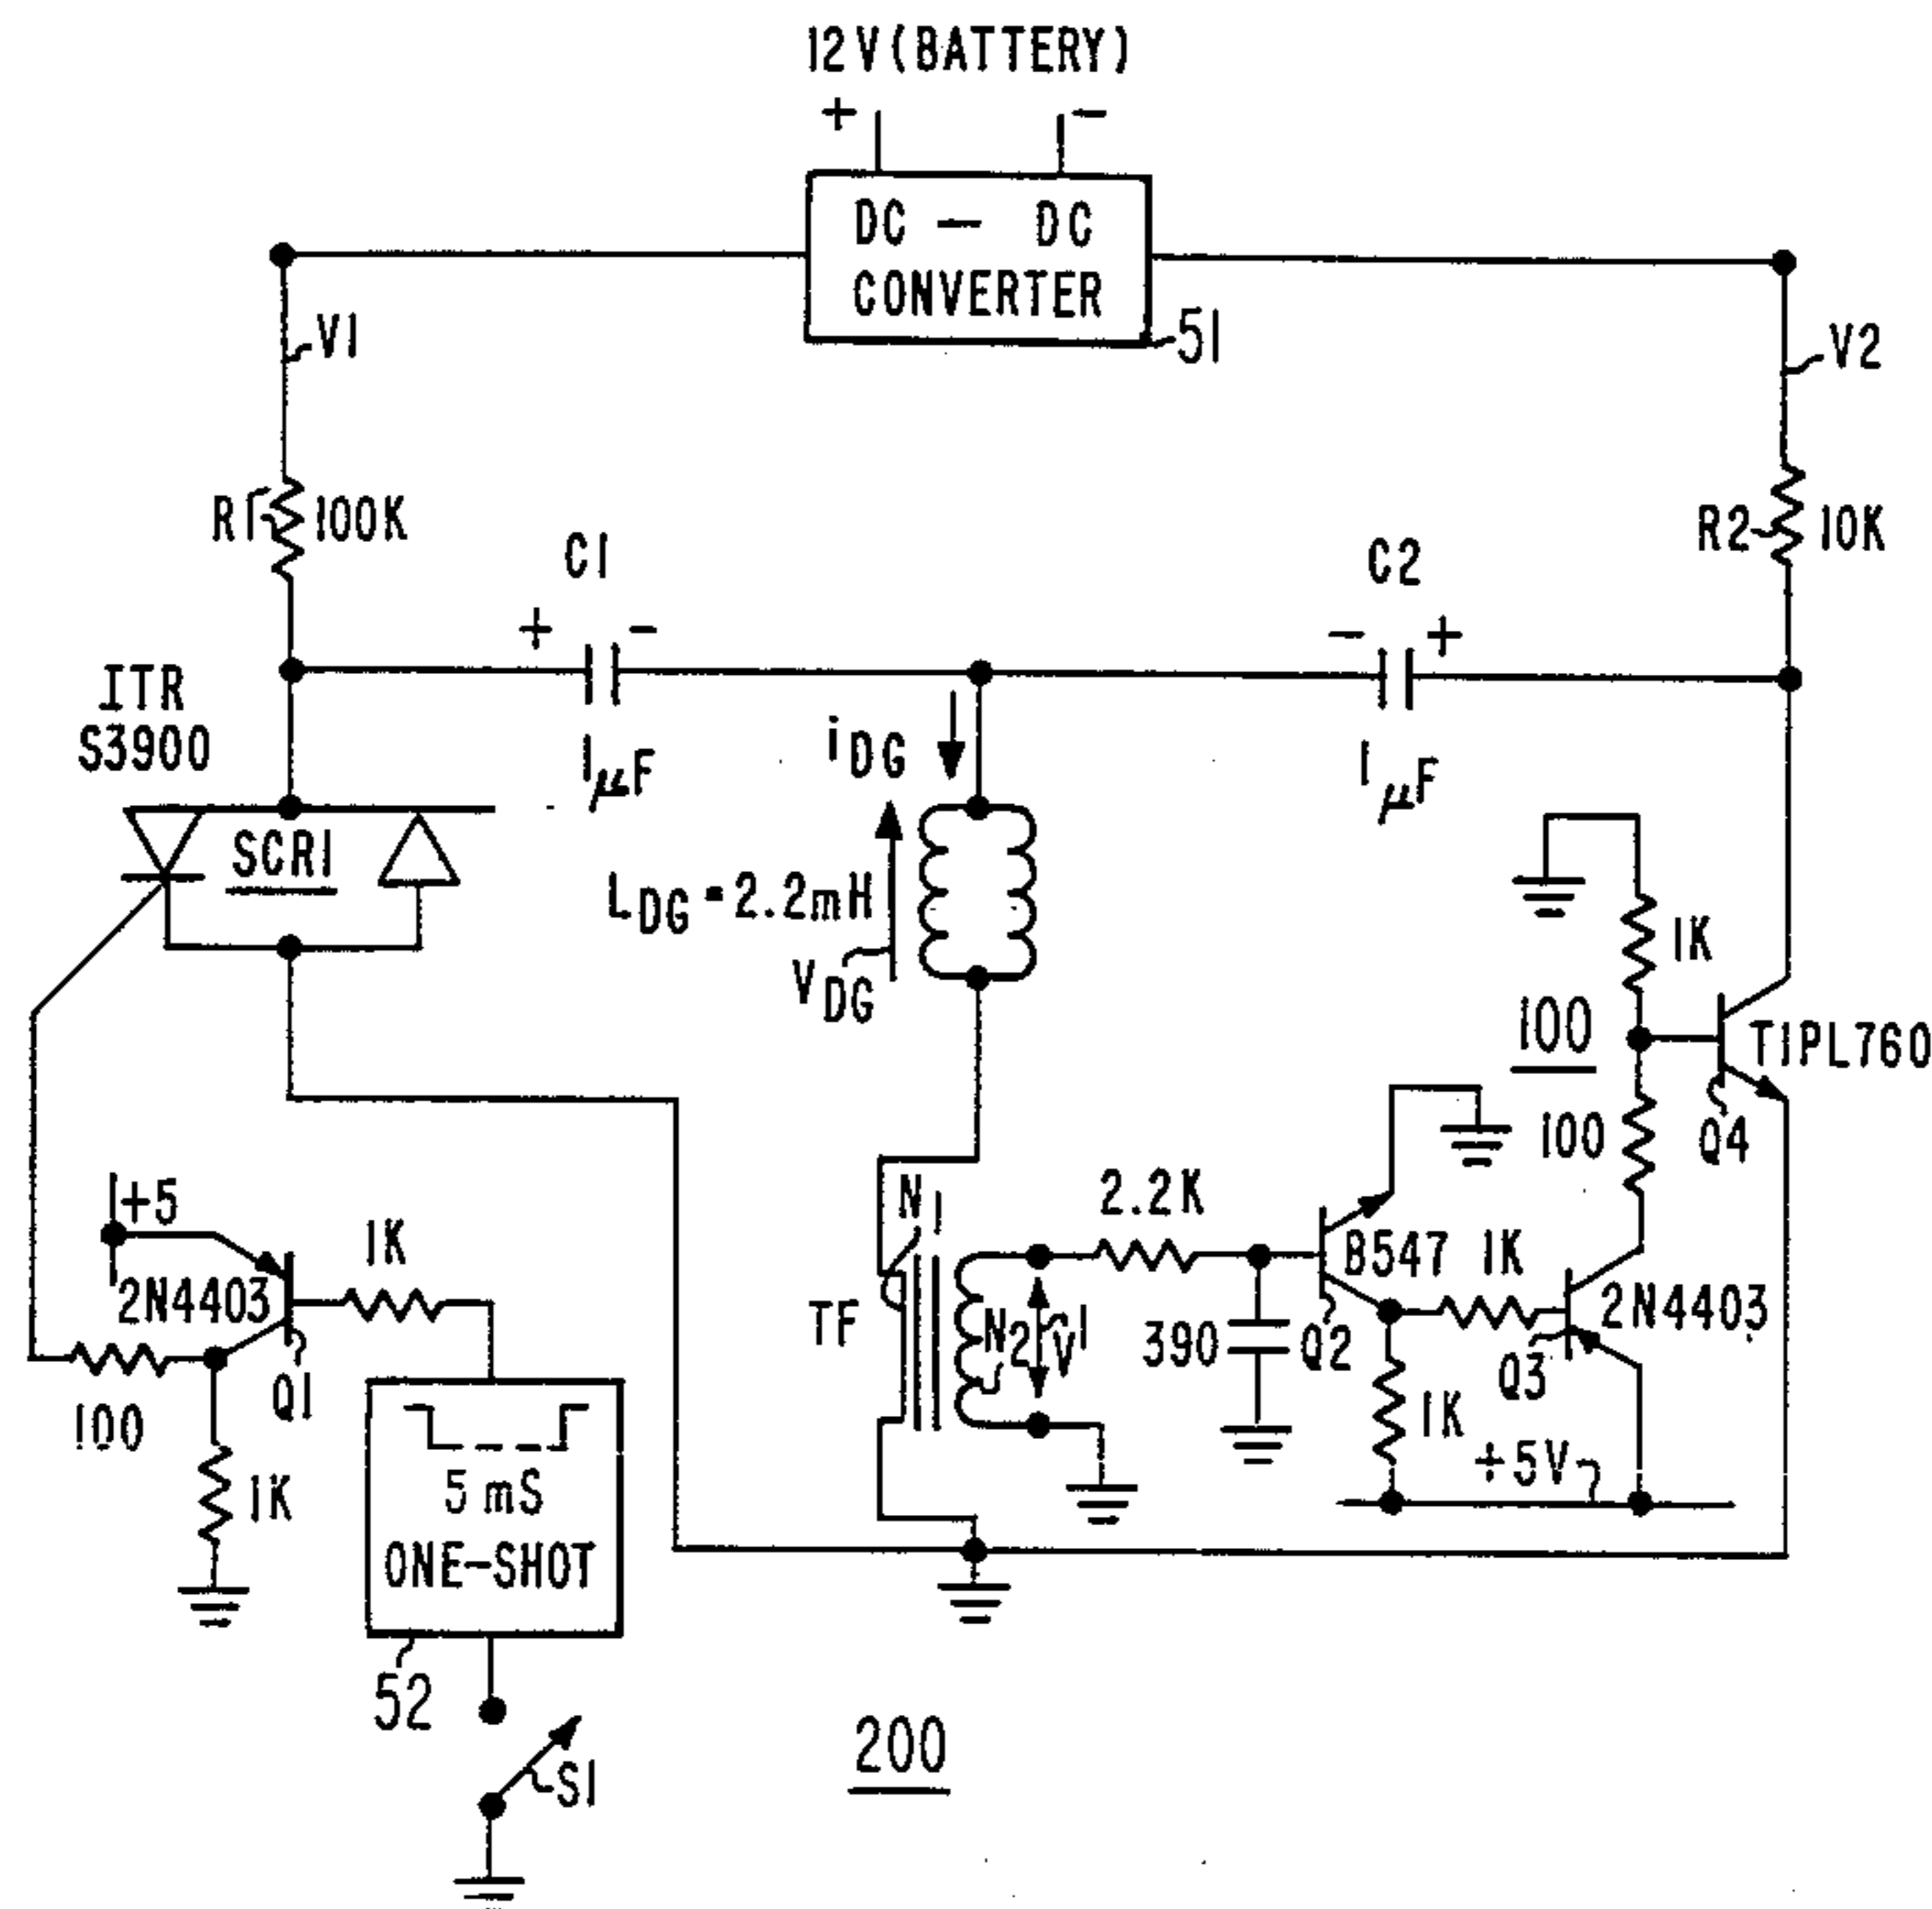 12V(BATTERY)
+ −
DC — DC
CONVERTER
51
V1
V2
R1
100K
R2
10K
C1
+ −
1μF
C2
− +
1μF
ITR
S3900
SCR1
iDG
LDG = 2.2mH
VDG
1K
100
TIPL760
Q4
100
+5
2N4403
1K
Q1
100
1K
N1
TF
N2
V1
2.2K
390
B547
Q2
1K
2N4403
Q3
1K
+5V
5 mS
ONE-SHOT
52
S1
200